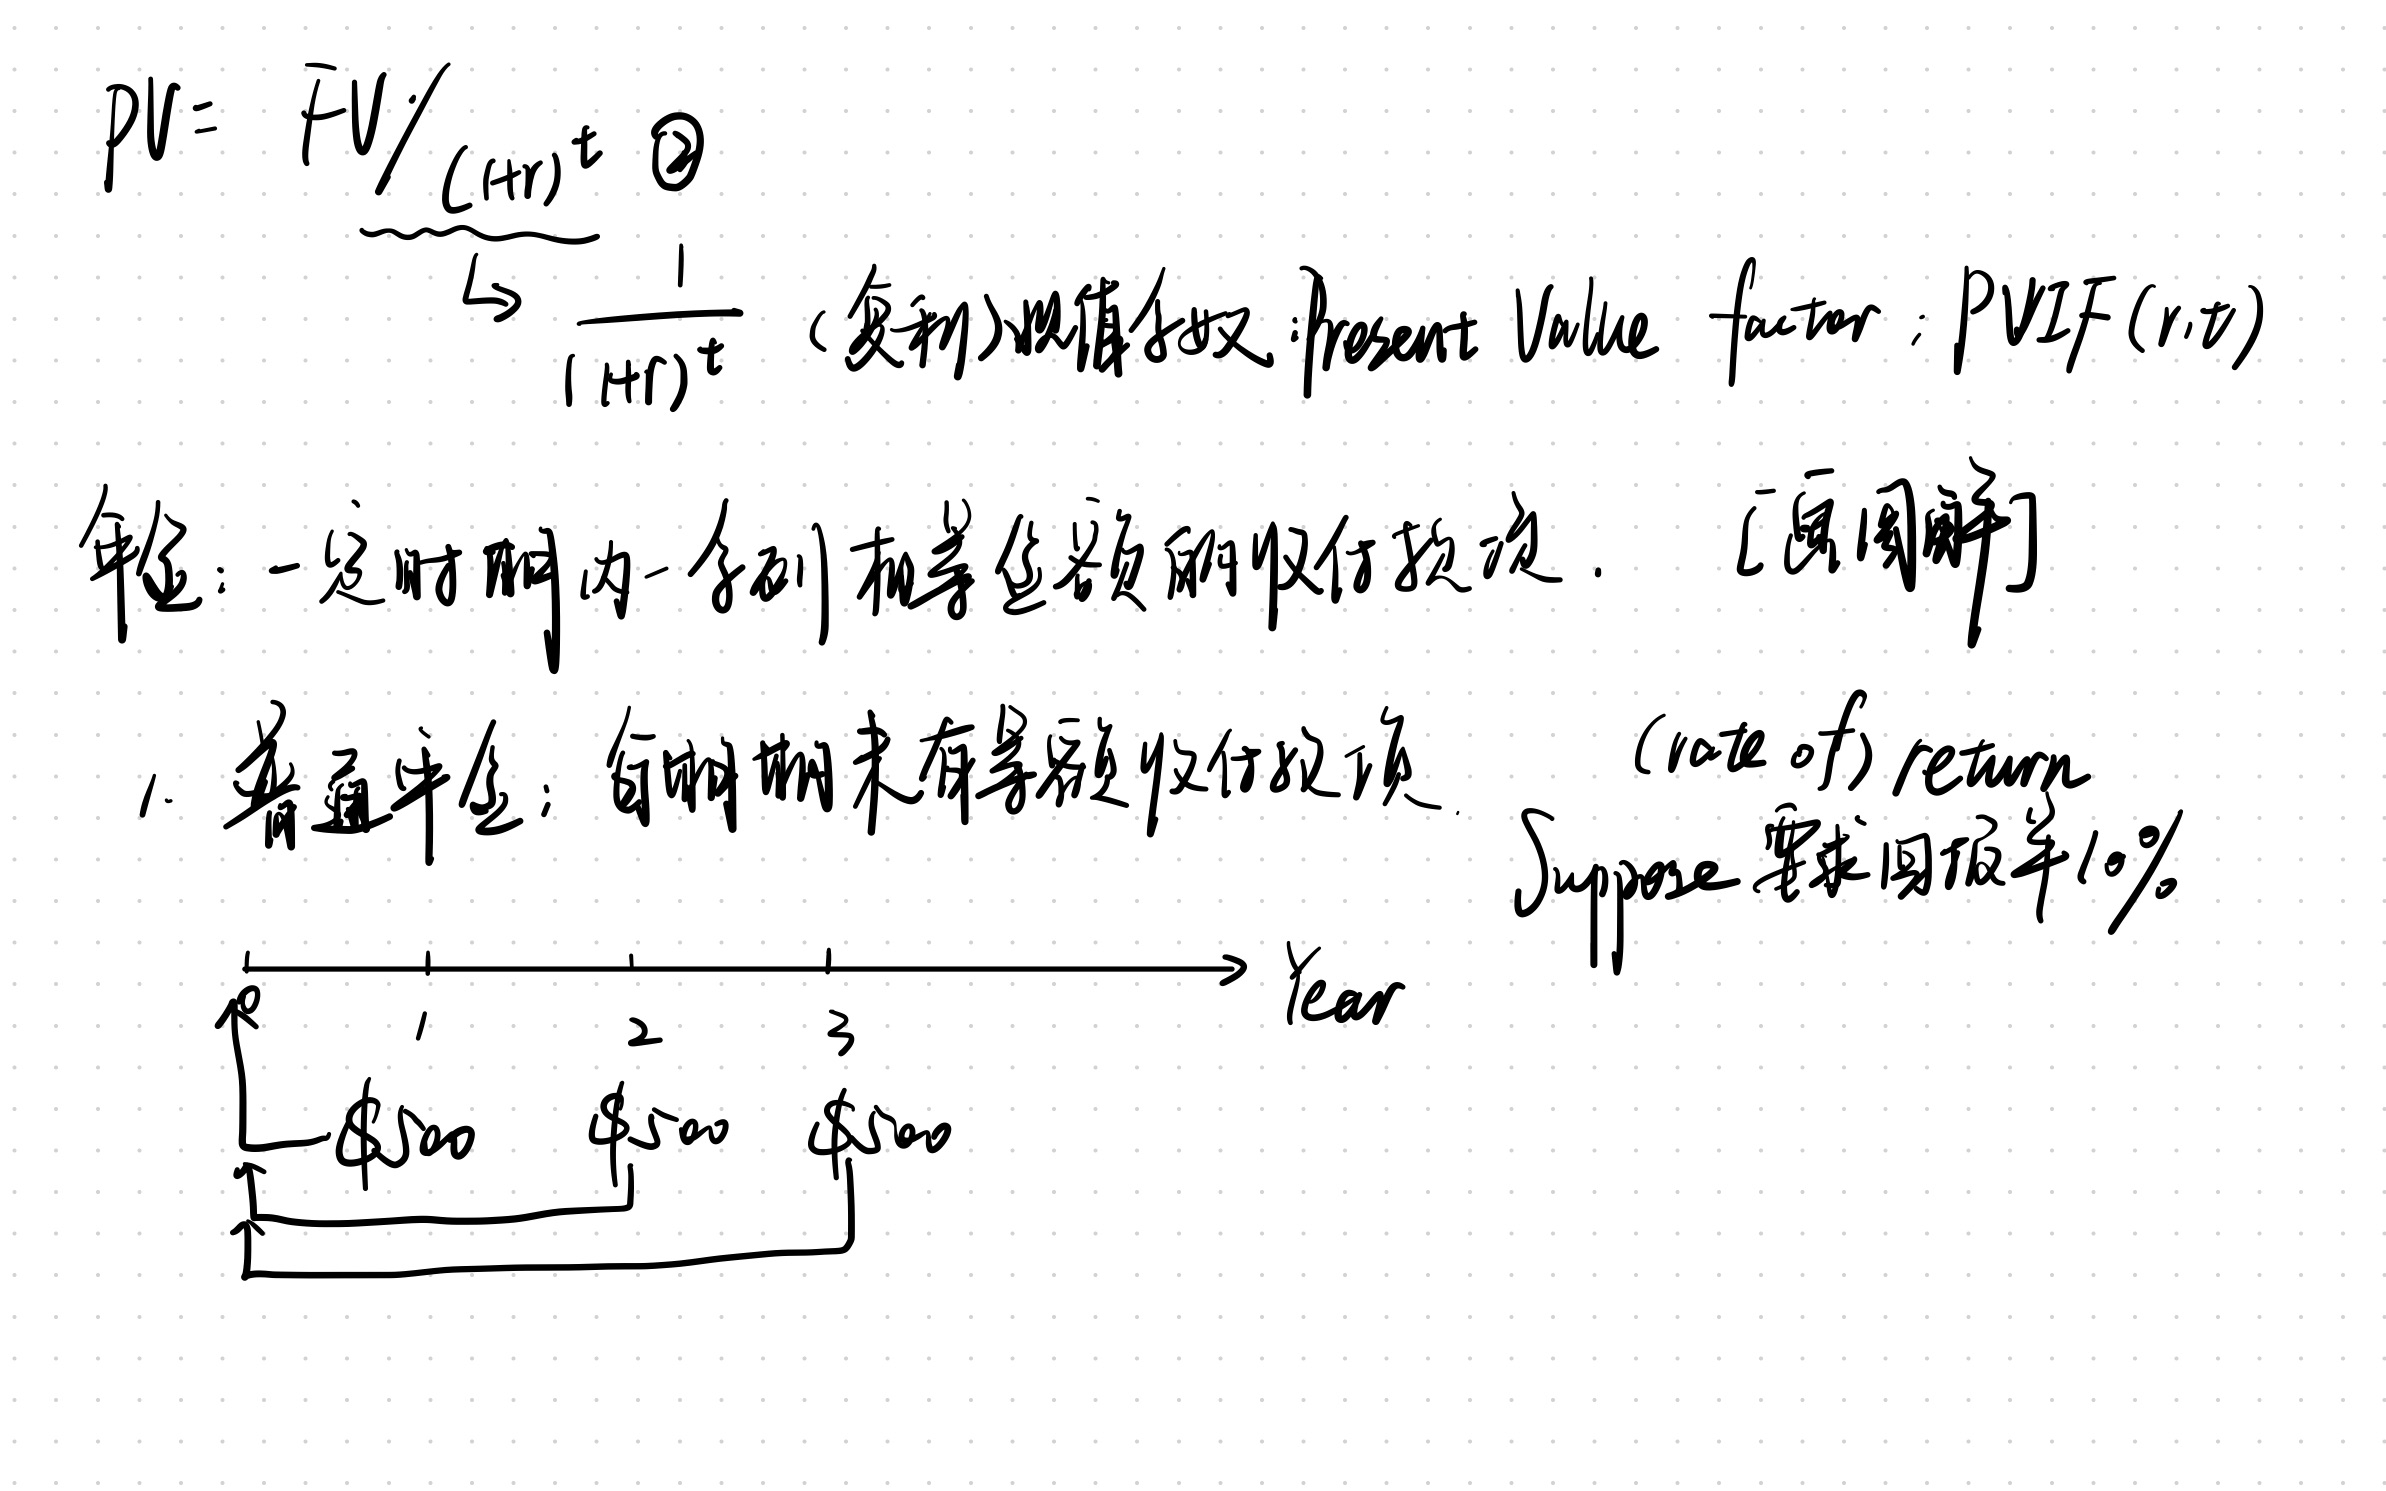 PV = FV/(1+r)^t ②
↳ 1/(1+r)^t (复利)现值系数: Present Value factor: PVIF(r,t)
年金: 一定时期内一系列相等金额的收付款项. [画图解]
1. 普通年金: 每期期末有等额收付款项.
(rate of) return
Suppose 要求回报率10%
Year
0 1 2 3
$500 $500 $500